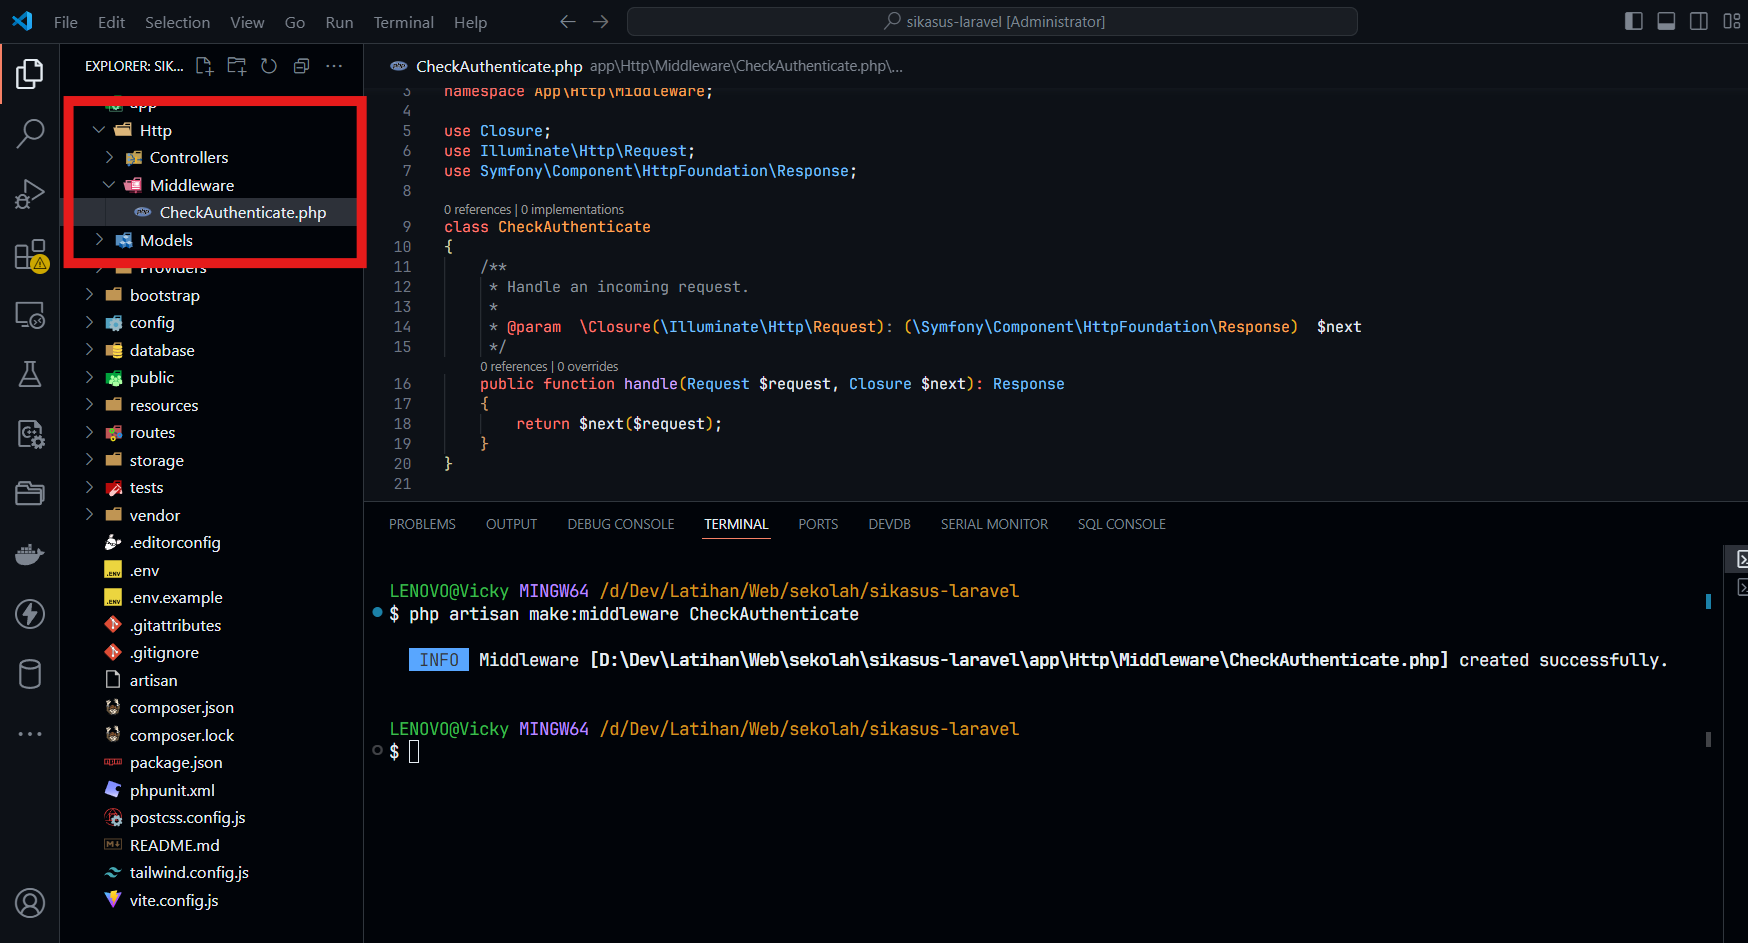 File Edit Selection View Go Run Terminal Help
sikasus-laravel [Administrator]
EXPLORER: SIK...
app
Http
Controllers
Middleware
CheckAuthenticate.php
Models
Providers
bootstrap
config
database
public
resources
routes
storage
tests
vendor
.editorconfig
.env
.env.example
.gitattributes
.gitignore
artisan
composer.json
composer.lock
package.json
phpunit.xml
postcss.config.js
README.md
tailwind.config.js
vite.config.js
CheckAuthenticate.php app\Http\Middleware\CheckAuthenticate.php\...
3 namespace App\Http\Middleware;
4
5 use Closure;
6 use Illuminate\Http\Request;
7 use Symfony\Component\HttpFoundation\Response;
8
0 references | 0 implementations
9 class CheckAuthenticate
10 {
11 /**
12 * Handle an incoming request.
13 *
14 * @param \Closure(\Illuminate\Http\Request): (\Symfony\Component\HttpFoundation\Response) $next
15 */
0 references | 0 overrides
16 public function handle(Request $request, Closure $next): Response
17 {
18 return $next($request);
19 }
20 }
21
PROBLEMS OUTPUT DEBUG CONSOLE TERMINAL PORTS DEVDB SERIAL MONITOR SQL CONSOLE
LENOVO@Vicky MINGW64 /d/Dev/Latihan/Web/sekolah/sikasus-laravel
$ php artisan make:middleware CheckAuthenticate
INFO Middleware [D:\Dev\Latihan\Web\sekolah\sikasus-laravel\app\Http\Middleware\CheckAuthenticate.php] created successfully.
LENOVO@Vicky MINGW64 /d/Dev/Latihan/Web/sekolah/sikasus-laravel
$